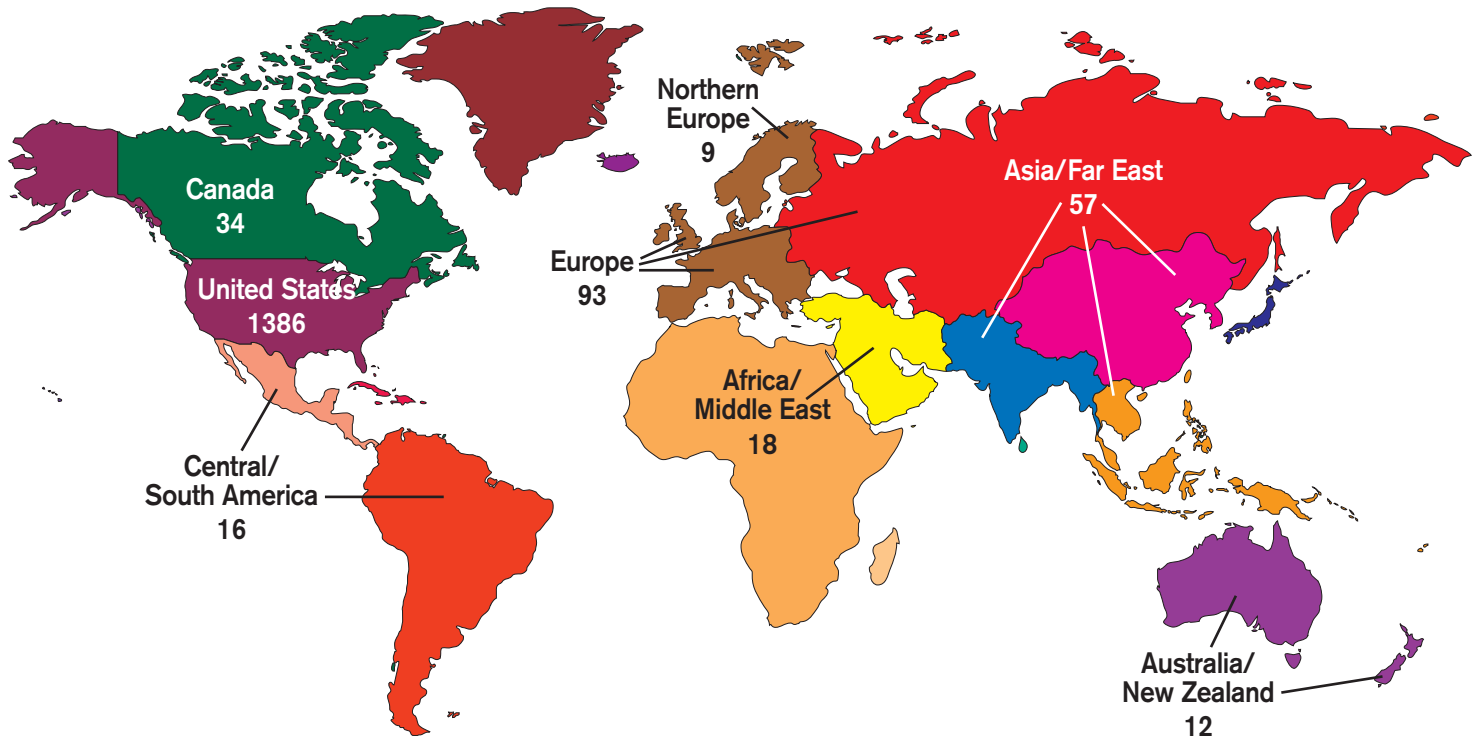 Northern
Europe
9
Asia/Far East
57
Canada
34
Europe
93
United States
1386
Africa/
Middle East
18
Central/
South America
16
Australia/
New Zealand
12